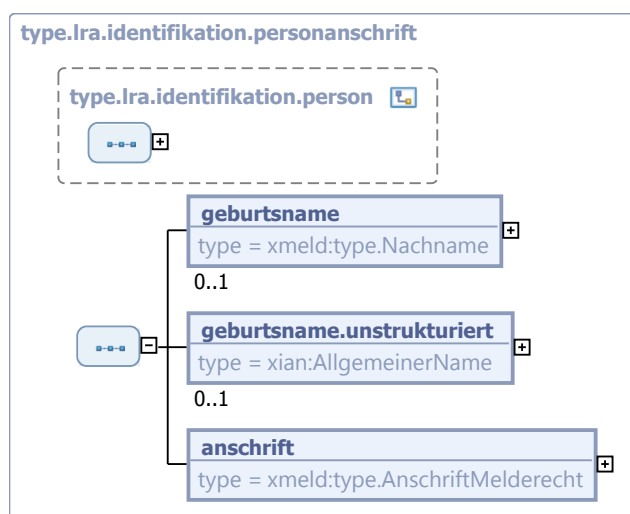 type.lra.identifikation.personanschrift
type.lra.identifikation.person
geburtsname
type = xmeld:type.Nachname
0..1
geburtsname.unstrukturiert
type = xian:AllgemeinerName
0..1
anschrift
type = xmeld:type.AnschriftMelderecht